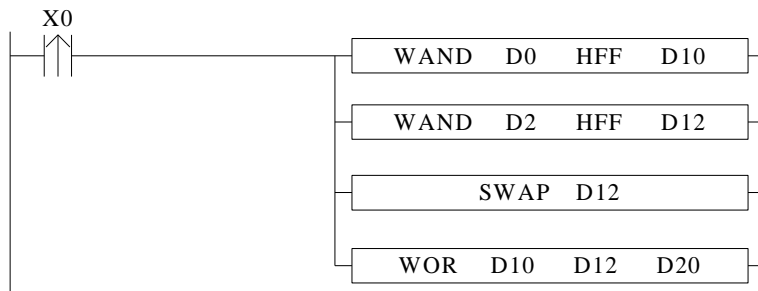 X0
WAND D0 HFF D10
WAND D2 HFF D12
SWAP D12
WOR D10 D12 D20